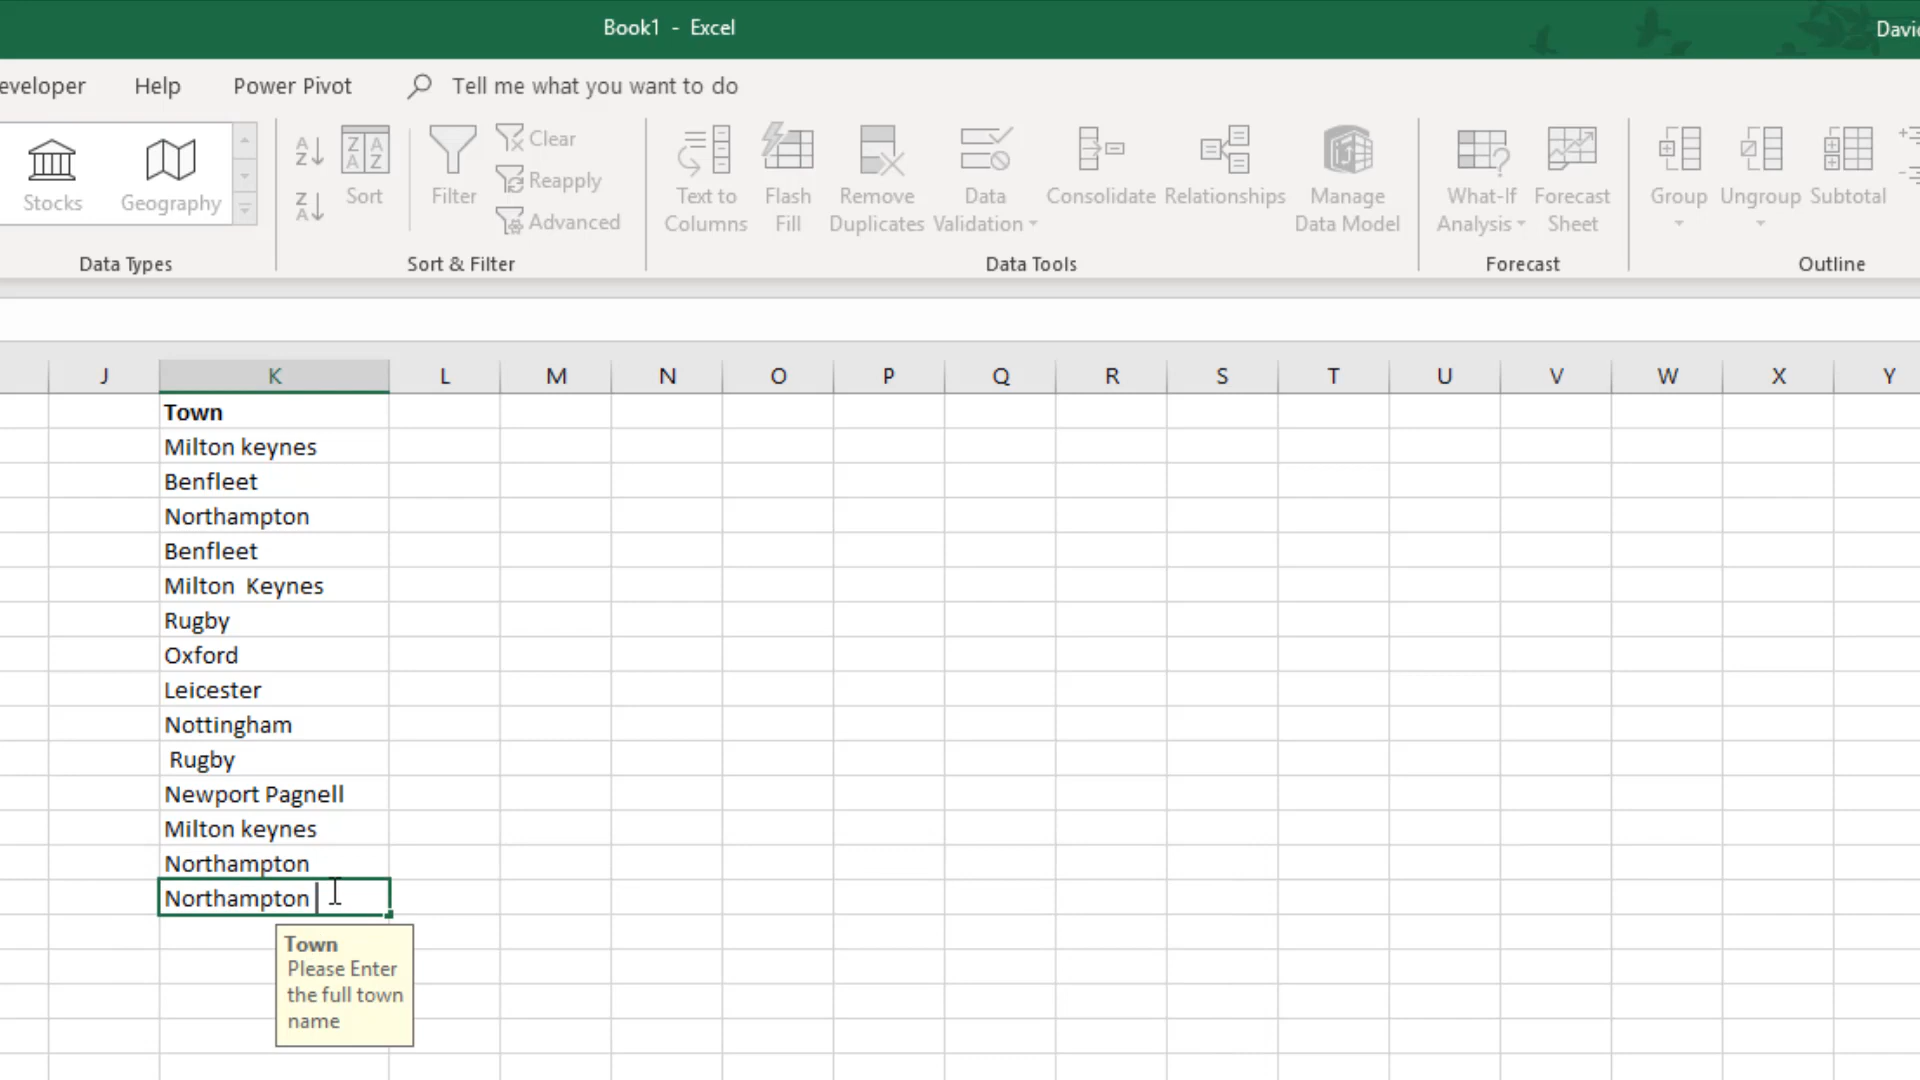 Book1 - Excel
Davi
eveloper Help Power Pivot Tell me what you want to do
Stocks Geography
Data Types
A Z
Z A
Z A A Z
Sort
Filter
Clear
Reapply
Advanced
Sort & Filter
Text to Columns
Flash Fill
Remove Duplicates
Data Validation
Consolidate
Relationships
Manage Data Model
Data Tools
What-If Analysis
Forecast Sheet
Forecast
Group
Ungroup
Subtotal
Outline
J K L M N O P Q R S T U V W X Y
Town
Milton keynes
Benfleet
Northampton
Benfleet
Milton  Keynes
Rugby
Oxford
Leicester
Nottingham
 Rugby
Newport Pagnell
Milton keynes
Northampton
Northampton
Town
Please Enter
the full town
name